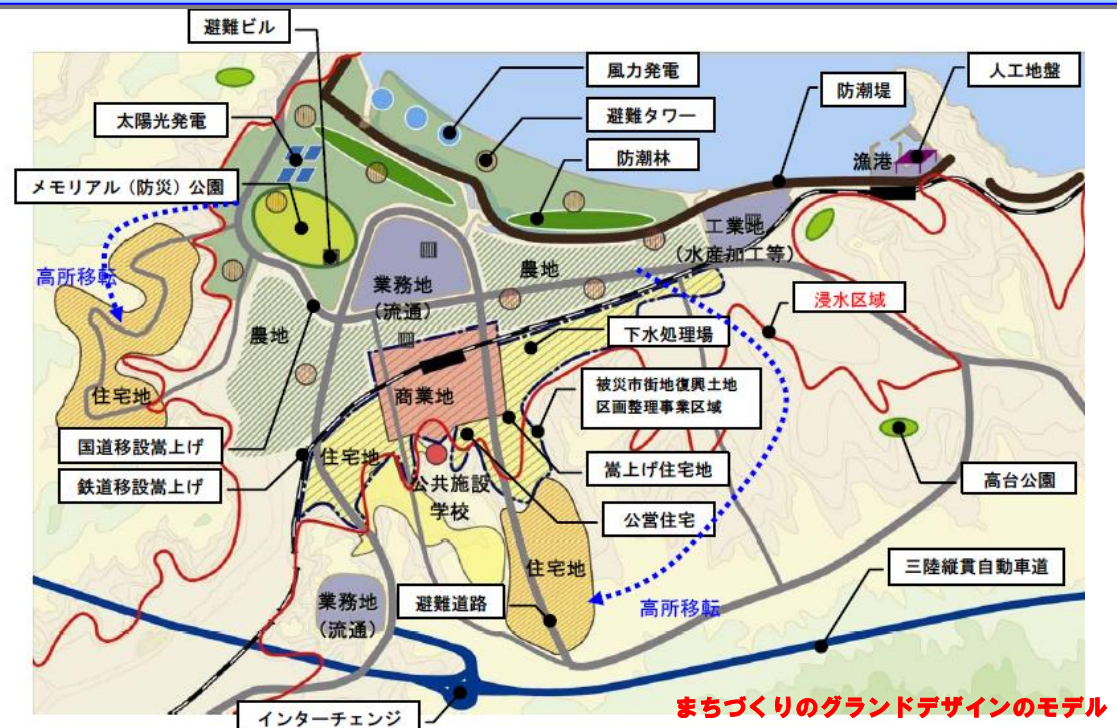 避難ビル
風力発電
人工地盤
防潮堤
太陽光発電
避難タワー
防潮林
漁港
メモリアル（防災）公園
工業地
（水産加工等）
高所移転
農地
業務地
（流通）
浸水区域
農地
下水処理場
被災市街地復興土地
区画整理事業区域
住宅地
商業地
国道移設嵩上げ
住宅地
嵩上げ住宅地
鉄道移設嵩上げ
公共施設
学校
高台公園
公営住宅
住宅地
三陸縦貫自動車道
業務地
（流通）
避難道路
高所移転
インターチェンジ
まちづくりのグランドデザインのモデル